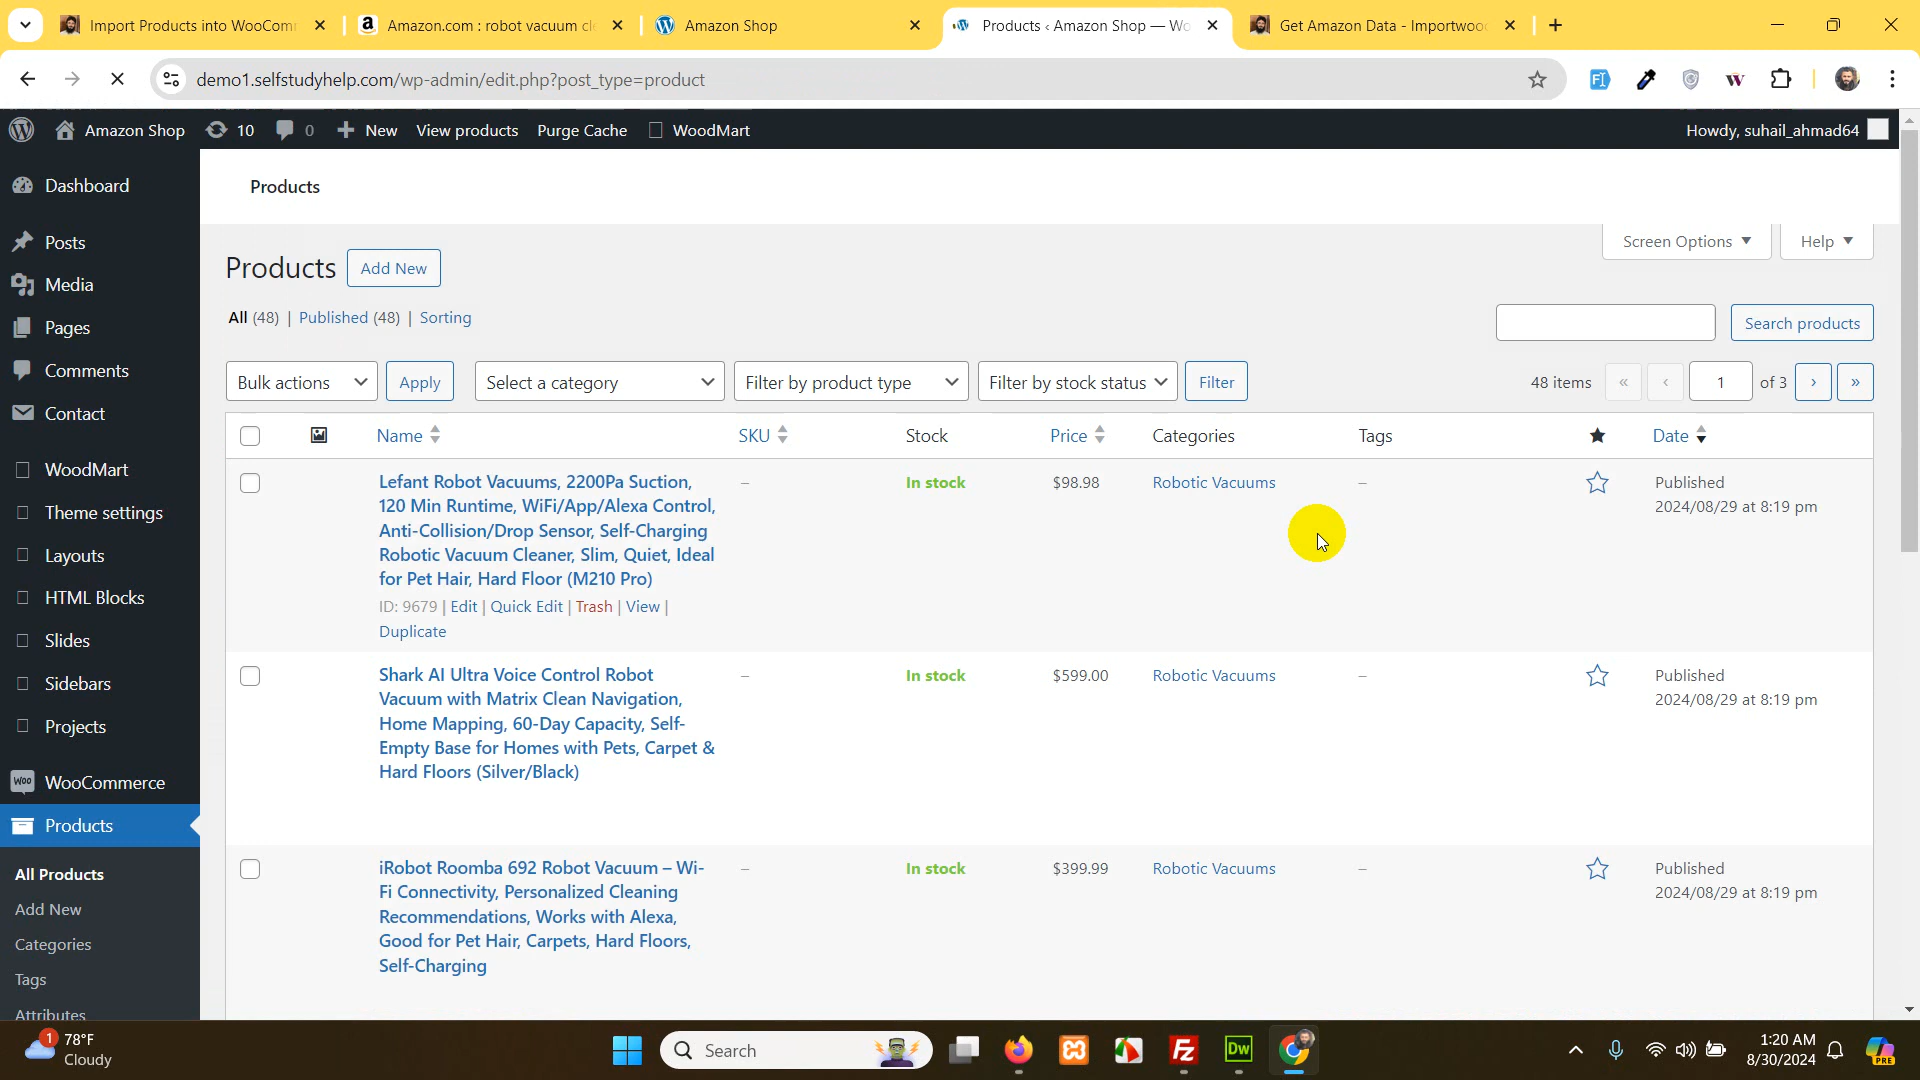 Import Products into WooComm
Amazon.com : robot vacuum cle
Amazon Shop
Products ‹ Amazon Shop — Wo
Get Amazon Data - Importwooc
demo1.selfstudyhelp.com/wp-admin/edit.php?post_type=product
Amazon Shop 10 0 New View products Purge Cache WoodMart Howdy, suhail_ahmad64
Dashboard
Posts
Media
Pages
Comments
Contact
WoodMart
Theme settings
Layouts
HTML Blocks
Slides
Sidebars
Projects
Woo WooCommerce
Products
All Products
Add New
Categories
Tags
Attributes
Products
Screen Options Help
Products Add New
All (48) | Published (48) | Sorting
Search products
Bulk actions Apply Select a category Filter by product type Filter by stock status Filter 48 items « ‹ 1 of 3 › »
Name SKU Stock Price Categories Tags Date
Lefant Robot Vacuums, 2200Pa Suction,
120 Min Runtime, WiFi/App/Alexa Control,
Anti-Collision/Drop Sensor, Self-Charging
Robotic Vacuum Cleaner, Slim, Quiet, Ideal
for Pet Hair, Hard Floor (M210 Pro)
ID: 9679 | Edit | Quick Edit | Trash | View |
Duplicate
– In stock $98.98 Robotic Vacuums – Published
2024/08/29 at 8:19 pm
Shark AI Ultra Voice Control Robot
Vacuum with Matrix Clean Navigation,
Home Mapping, 60-Day Capacity, Self-
Empty Base for Homes with Pets, Carpet &
Hard Floors (Silver/Black)
– In stock $599.00 Robotic Vacuums – Published
2024/08/29 at 8:19 pm
iRobot Roomba 692 Robot Vacuum – Wi-
Fi Connectivity, Personalized Cleaning
Recommendations, Works with Alexa,
Good for Pet Hair, Carpets, Hard Floors,
Self-Charging
– In stock $399.99 Robotic Vacuums – Published
2024/08/29 at 8:19 pm
1 78°F
Cloudy
Search
Fz
Dw
1:20 AM
8/30/2024
PRE